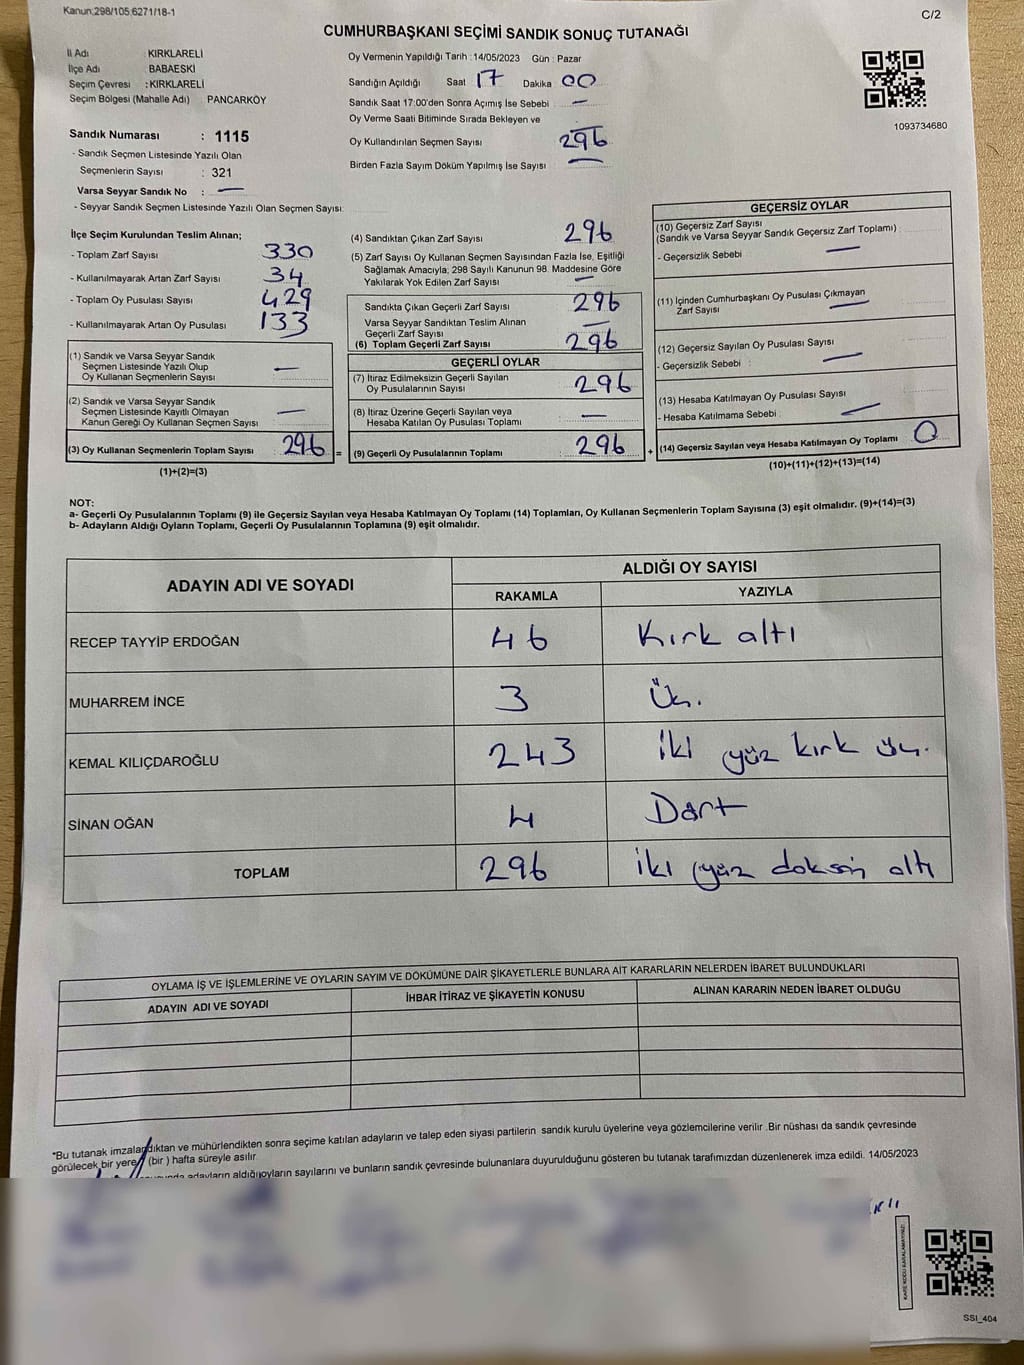 Kanun:298/105 6271/18-1
C/2
CUMHURBAŞKANI SEÇİMİ SANDIK SONUÇ TUTANAĞI
İl Adı : KIRKLARELİ
İlçe Adı : BABAESKİ
Seçim Çevresi : KIRKLARELİ
Seçim Bölgesi (Mahalle Adı) PANCARKÖY
Sandık Numarası : 1115
- Sandık Seçmen Listesinde Yazılı Olan
Seçmenlerin Sayısı : 321
Varsa Seyyar Sandık No : —
- Seyyar Sandık Seçmen Listesinde Yazılı Olan Seçmen Sayısı:
Oy Vermenin Yapıldığı Tarih : 14/05/2023 Gün : Pazar
Sandığın Açıldığı Saat 17 Dakika 00
Sandık Saat 17:00'den Sonra Açımış İse Sebebi : —
Oy Verme Saati Bitiminde Sırada Bekleyen ve
Oy Kullandırılan Seçmen Sayısı 296
Birden Fazla Sayım Döküm Yapılmış İse Sayısı —
1093734680
İlçe Seçim Kurulundan Teslim Alınan;
- Toplam Zarf Sayısı 330
- Kullanılmayarak Artan Zarf Sayısı 34
- Toplam Oy Pusulası Sayısı 429
- Kullanılmayarak Artan Oy Pusulası 133
(1) Sandık ve Varsa Seyyar Sandık
Seçmen Listesinde Yazılı Olup
Oy Kullanan Seçmenlerin Sayısı —
(2) Sandık ve Varsa Seyyar Sandık
Seçmen Listesinde Kayıtlı Olmayan
Kanun Gereği Oy Kullanan Seçmen Sayısı —
(3) Oy Kullanan Seçmenlerin Toplam Sayısı : 296 =
(1)+(2)=(3)
(4) Sandıktan Çıkan Zarf Sayısı 296
(5) Zarf Sayısı Oy Kullanan Seçmen Sayısından Fazla İse, Eşitliği
Sağlamak Amacıyla, 298 Sayılı Kanunun 98. Maddesine Göre
Yakılarak Yok Edilen Zarf Sayısı —
Sandıkta Çıkan Geçerli Zarf Sayısı 296
Varsa Seyyar Sandıktan Teslim Alınan
Geçerli Zarf Sayısı —
(6) Toplam Geçerli Zarf Sayısı 296
GEÇERLİ OYLAR
(7) İtiraz Edilmeksizin Geçerli Sayılan
Oy Pusulalarının Sayısı 296
(8) İtiraz Üzerine Geçerli Sayılan veya
Hesaba Katılan Oy Pusulası Toplamı —
(9) Geçerli Oy Pusulalarının Toplamı : 296 +
GEÇERSİZ OYLAR
(10) Geçersiz Zarf Sayısı
(Sandık ve Varsa Seyyar Sandık Geçersiz Zarf Toplamı) :
- Geçersizlik Sebebi —
(11) İçinden Cumhurbaşkanı Oy Pusulası Çıkmayan
Zarf Sayısı —
(12) Geçersiz Sayılan Oy Pusulası Sayısı
- Geçersizlik Sebebi : —
(13) Hesaba Katılmayan Oy Pusulası Sayısı
- Hesaba Katılmama Sebebi : —
(14) Geçersiz Sayılan veya Hesaba Katılmayan Oy Toplamı 0
(10)+(11)+(12)+(13)=(14)
NOT:
a- Geçerli Oy Pusulalarının Toplamı (9) ile Geçersiz Sayılan veya Hesaba Katılmayan Oy Toplamı (14) Toplamları, Oy Kullanan Seçmenlerin Toplam Sayısına (3) eşit olmalıdır. (9)+(14)=(3)
b- Adayların Aldığı Oyların Toplamı, Geçerli Oy Pusulalarının Toplamına (9) eşit olmalıdır.
ADAYIN ADI VE SOYADI
ALDIĞI OY SAYISI
RAKAMLA YAZIYLA
RECEP TAYYİP ERDOĞAN 46 Kırk altı
MUHARREM İNCE 3 Üç.
KEMAL KILIÇDAROĞLU 243 İki yüz kırk üç.
SİNAN OĞAN 4 Dört
TOPLAM 296 İki yüz doksan altı
OYLAMA İŞ VE İŞLEMLERİNE VE OYLARIN SAYIM VE DÖKÜMÜNE DAİR ŞİKAYETLERLE BUNLARA AİT KARARLARIN NELERDEN İBARET BULUNDUKLARI
ADAYIN ADI VE SOYADI İHBAR İTİRAZ VE ŞİKAYETİN KONUSU ALINAN KARARIN NEDEN İBARET OLDUĞU
*Bu tutanak imzalandıktan ve mühürlendikten sonra seçime katılan adayların ve talep eden siyasi partilerin sandık kurulu üyelerine veya gözlemcilerine verilir .Bir nüshası da sandık çevresinde
görülecek bir yere (bir ) hafta süreyle asılır
adayların aldığı oyların sayılarını ve bunların sandık çevresinde bulunanlara duyurulduğunu gösteren bu tutanak tarafımızdan düzenlenerek imza edildi. 14/05/2023
KARE KODU KARALAMAYINIZ!
SSI_404